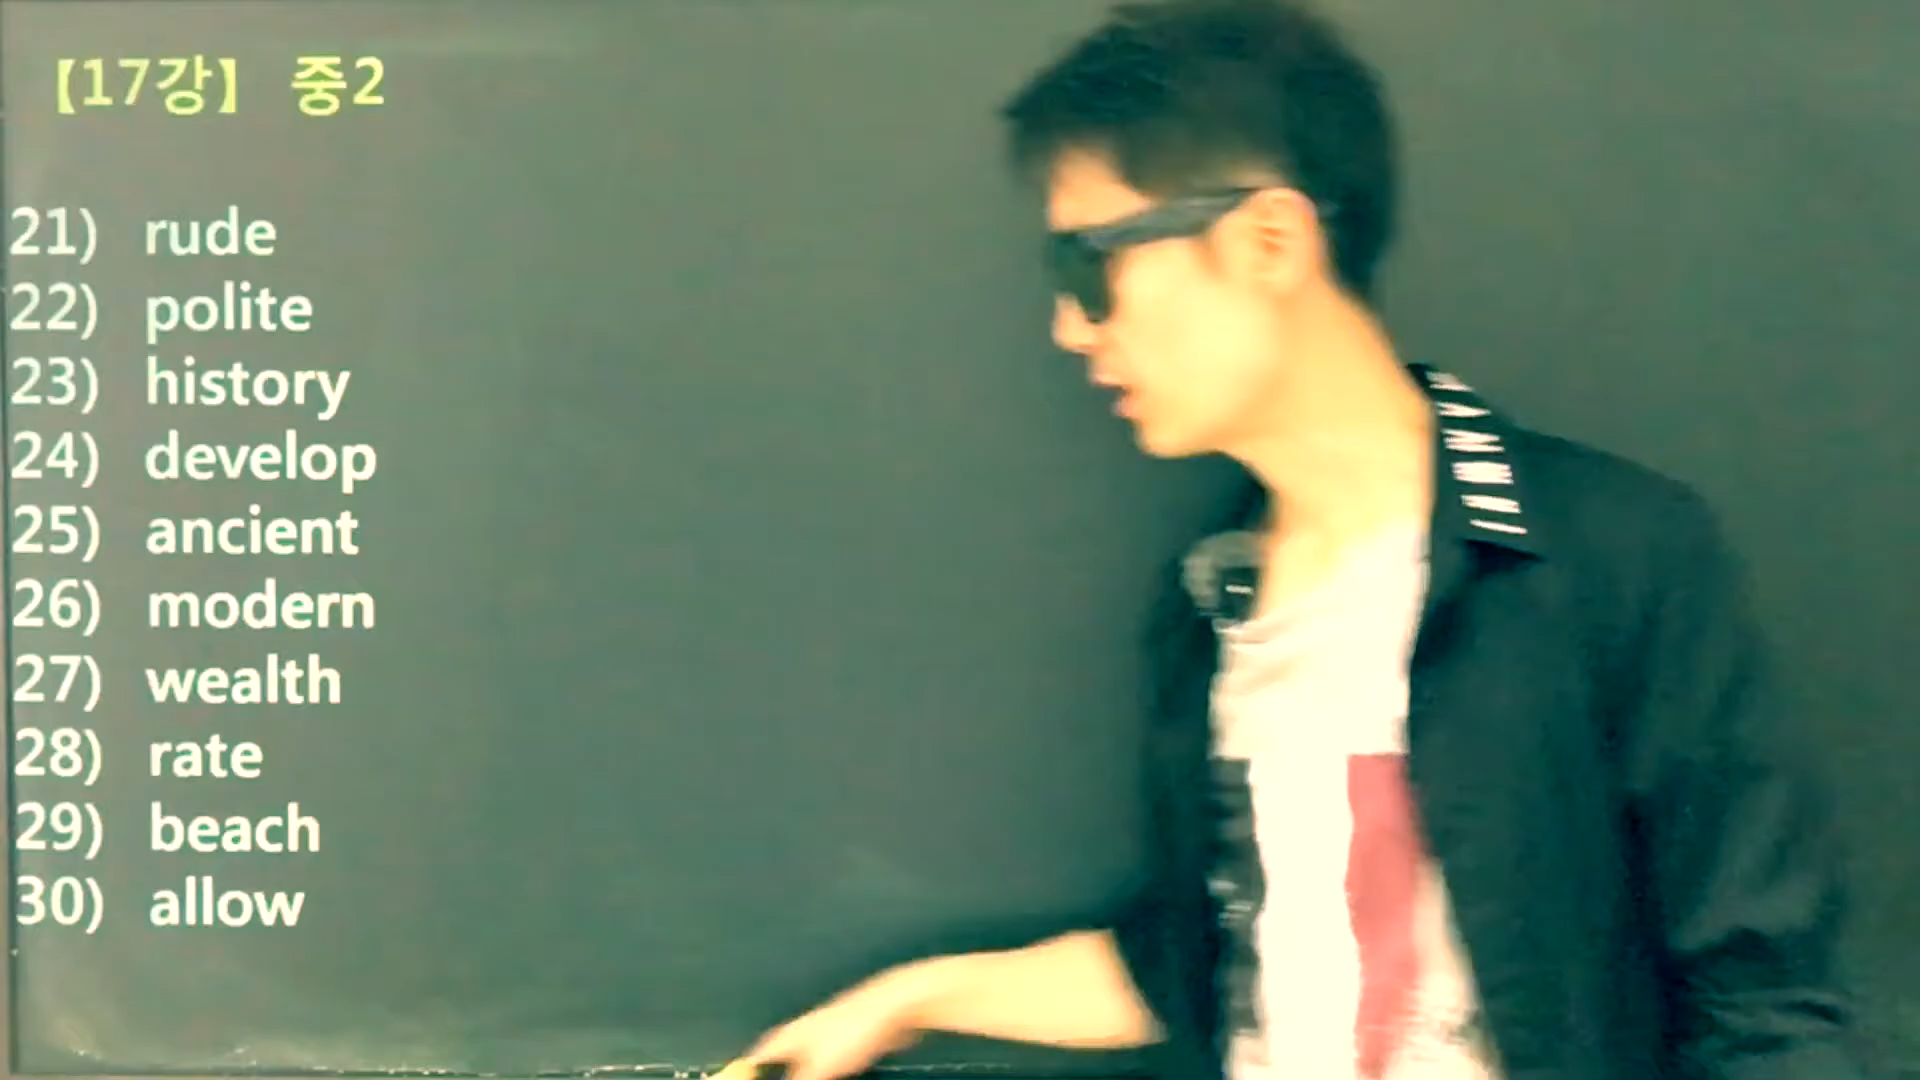 【17강】 중2
21) rude
22) polite
23) history
24) develop
25) ancient
26) modern
27) wealth
28) rate
29) beach
30) allow